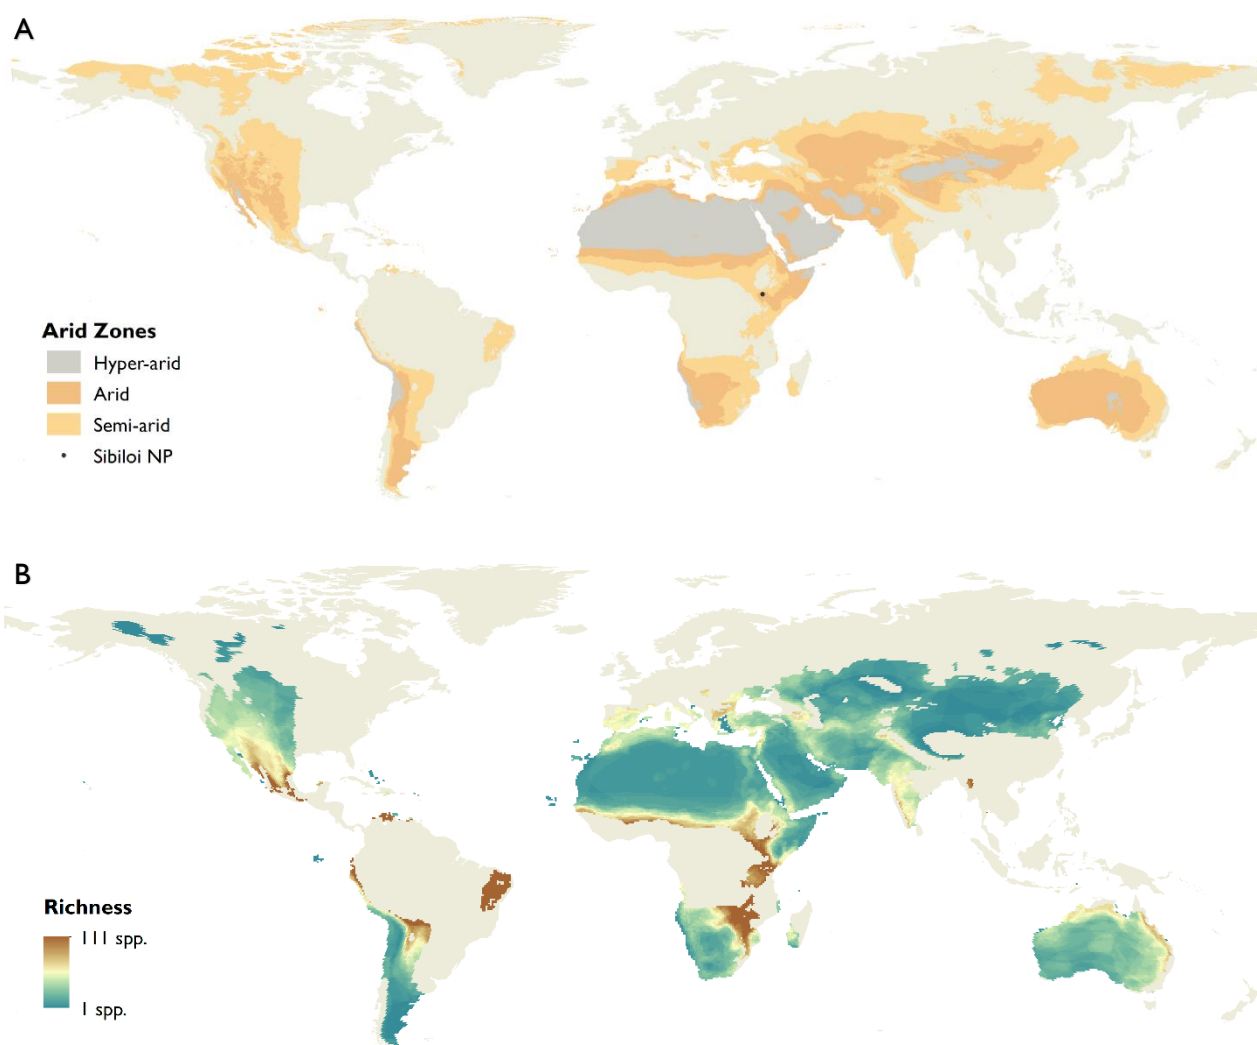 A
Arid Zones
Hyper-arid
Arid
Semi-arid
Sibiloi NP
B
Richness
111 spp.
1 spp.